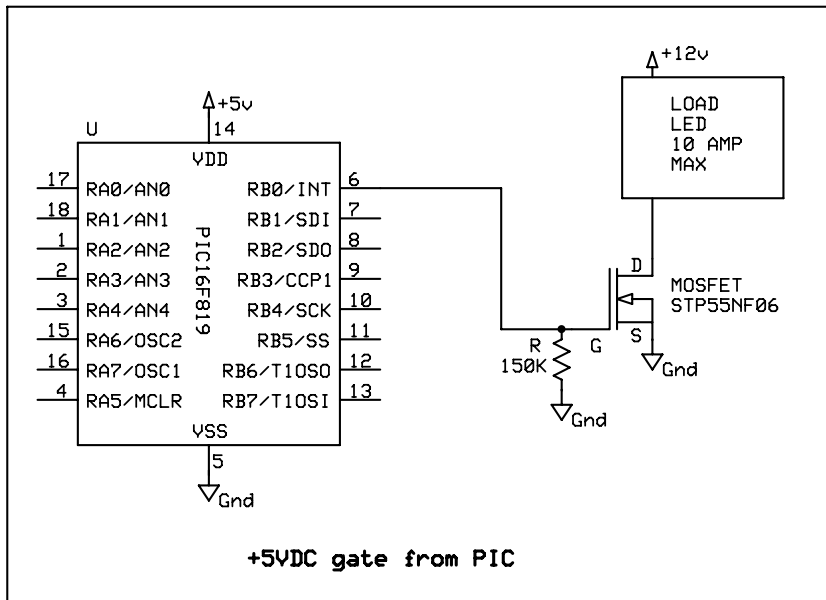 +12v
LOAD
LED
10 AMP
MAX
+5v
U
14
VDD
17 RA0/AN0 RB0/INT 6
18 RA1/AN1 RB1/SDI 7
1 RA2/AN2 RB2/SDO 8
2 RA3/AN3 RB3/CCP1 9
3 RA4/AN4 RB4/SCK 10
15 RA6/OSC2 RB5/SS 11
16 RA7/OSC1 RB6/T1OSO 12
4 RA5/MCLR RB7/T1OSI 13
PIC16F819
VSS
5
Gnd
D
MOSFET
STP55NF06
S
G
Gnd
R
150K
Gnd
+5VDC gate from PIC